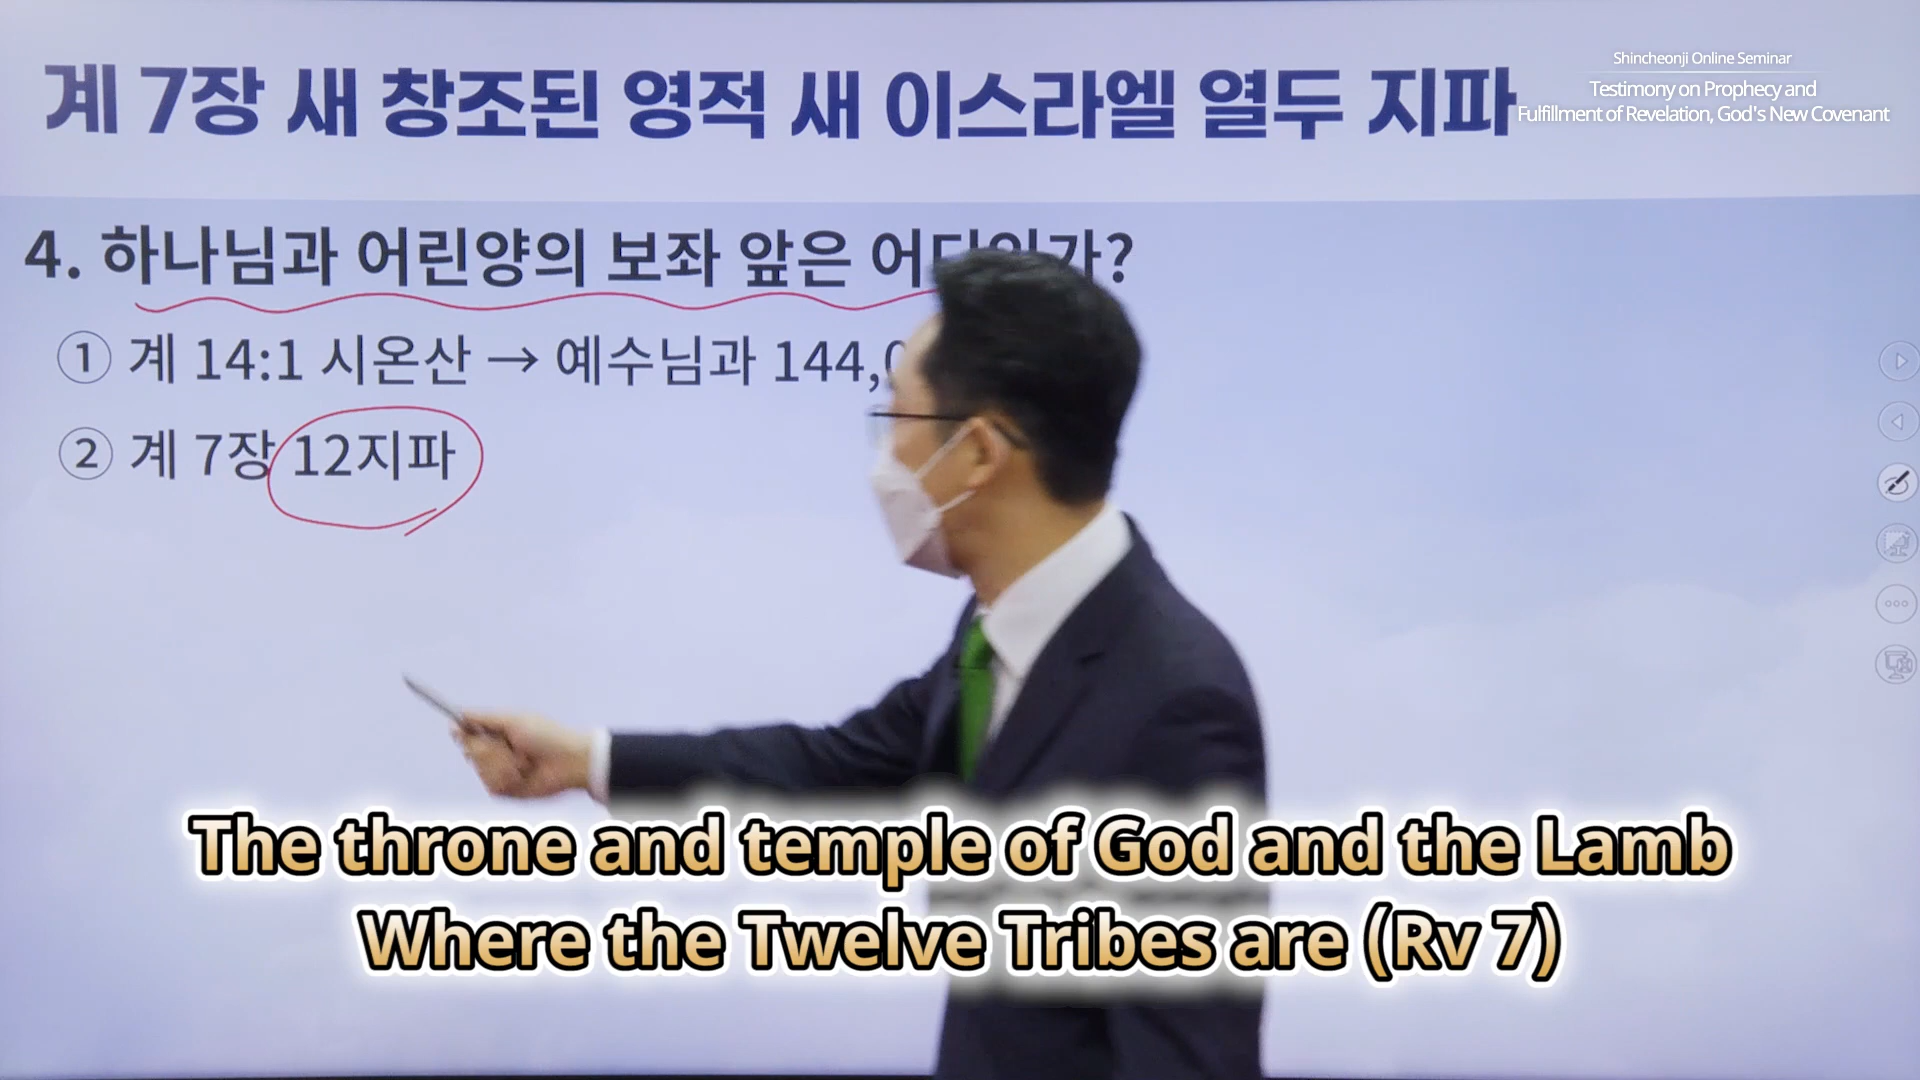 계 7장 새 창조된 영적 새 이스라엘 열두 지파
Shincheonji Online Seminar
Testimony on Prophecy and
Fulfillment of Revelation, God's New Covenant
4. 하나님과 어린양의 보좌 앞은
① 계 14:1 시온산 → 예수님과
② 계 7장 12지파
The throne and temple of God and the Lamb
Where the Twelve Tribes are (Rv 7)